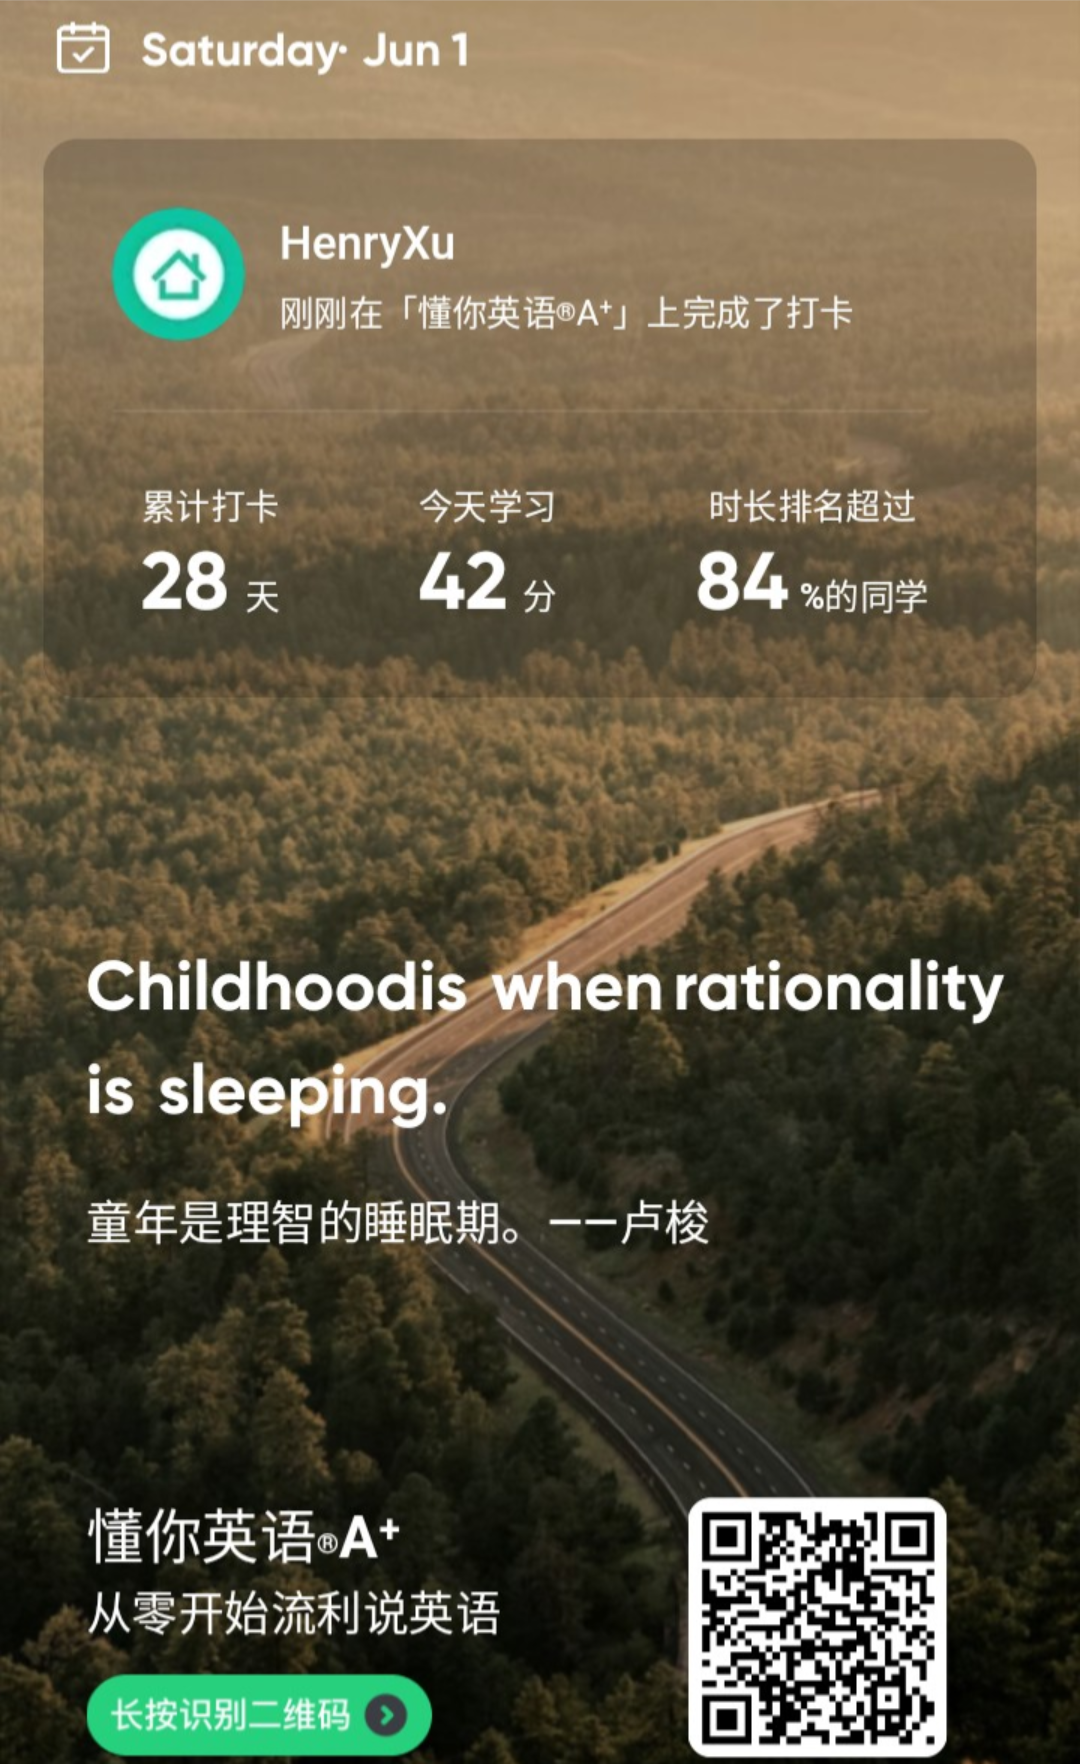 Saturday· Jun 1
HenryXu
刚刚在「懂你英语®A⁺」上完成了打卡
累计打卡 今天学习 时长排名超过
28 天 42 分 84 %的同学
Childhoodis when rationality
is sleeping.
童年是理智的睡眠期。——卢梭
懂你英语®A⁺
从零开始流利说英语
长按识别二维码